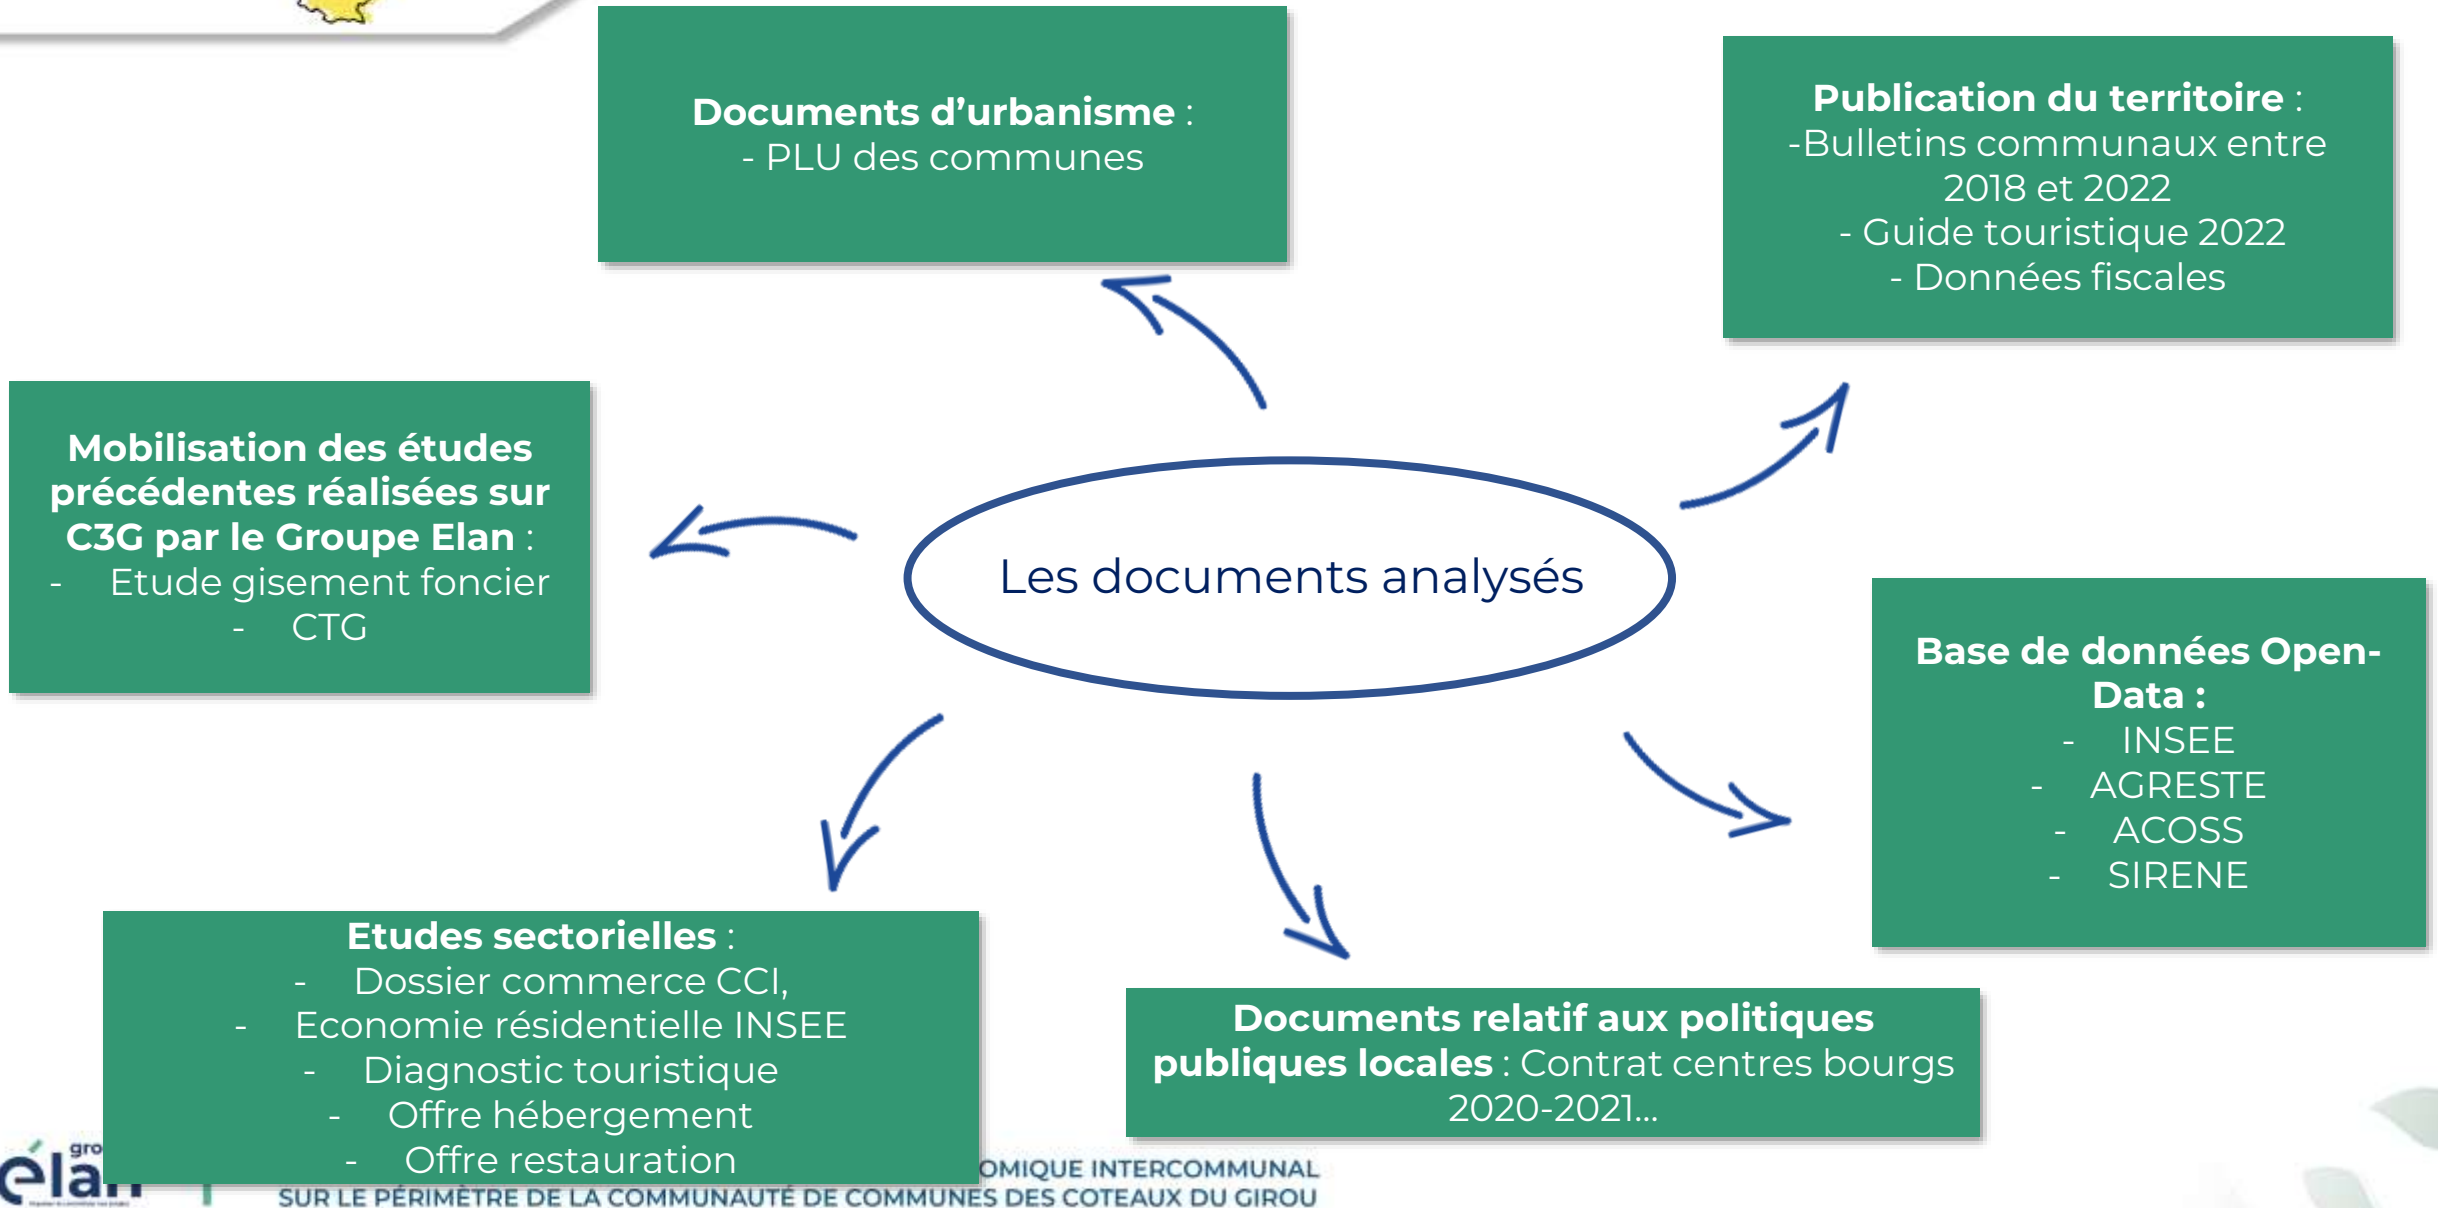 Documents d’urbanisme :
- PLU des communes
Publication du territoire :
-Bulletins communaux entre
2018 et 2022
- Guide touristique 2022
- Données fiscales
Mobilisation des études
précédentes réalisées sur
C3G par le Groupe Elan :
- Etude gisement foncier
- CTG
Les documents analysés
Base de données Open-
Data :
- INSEE
- AGRESTE
- ACOSS
- SIRENE
Etudes sectorielles :
- Dossier commerce CCI,
- Economie résidentielle INSEE
- Diagnostic touristique
- Offre hébergement
- Offre restauration
Documents relatif aux politiques
publiques locales : Contrat centres bourgs
2020-2021...
gro
élan
OMIQUE INTERCOMMUNAL
SUR LE PÉRIMÈTRE DE LA COMMUNAUTÉ DE COMMUNES DES COTEAUX DU GIROU